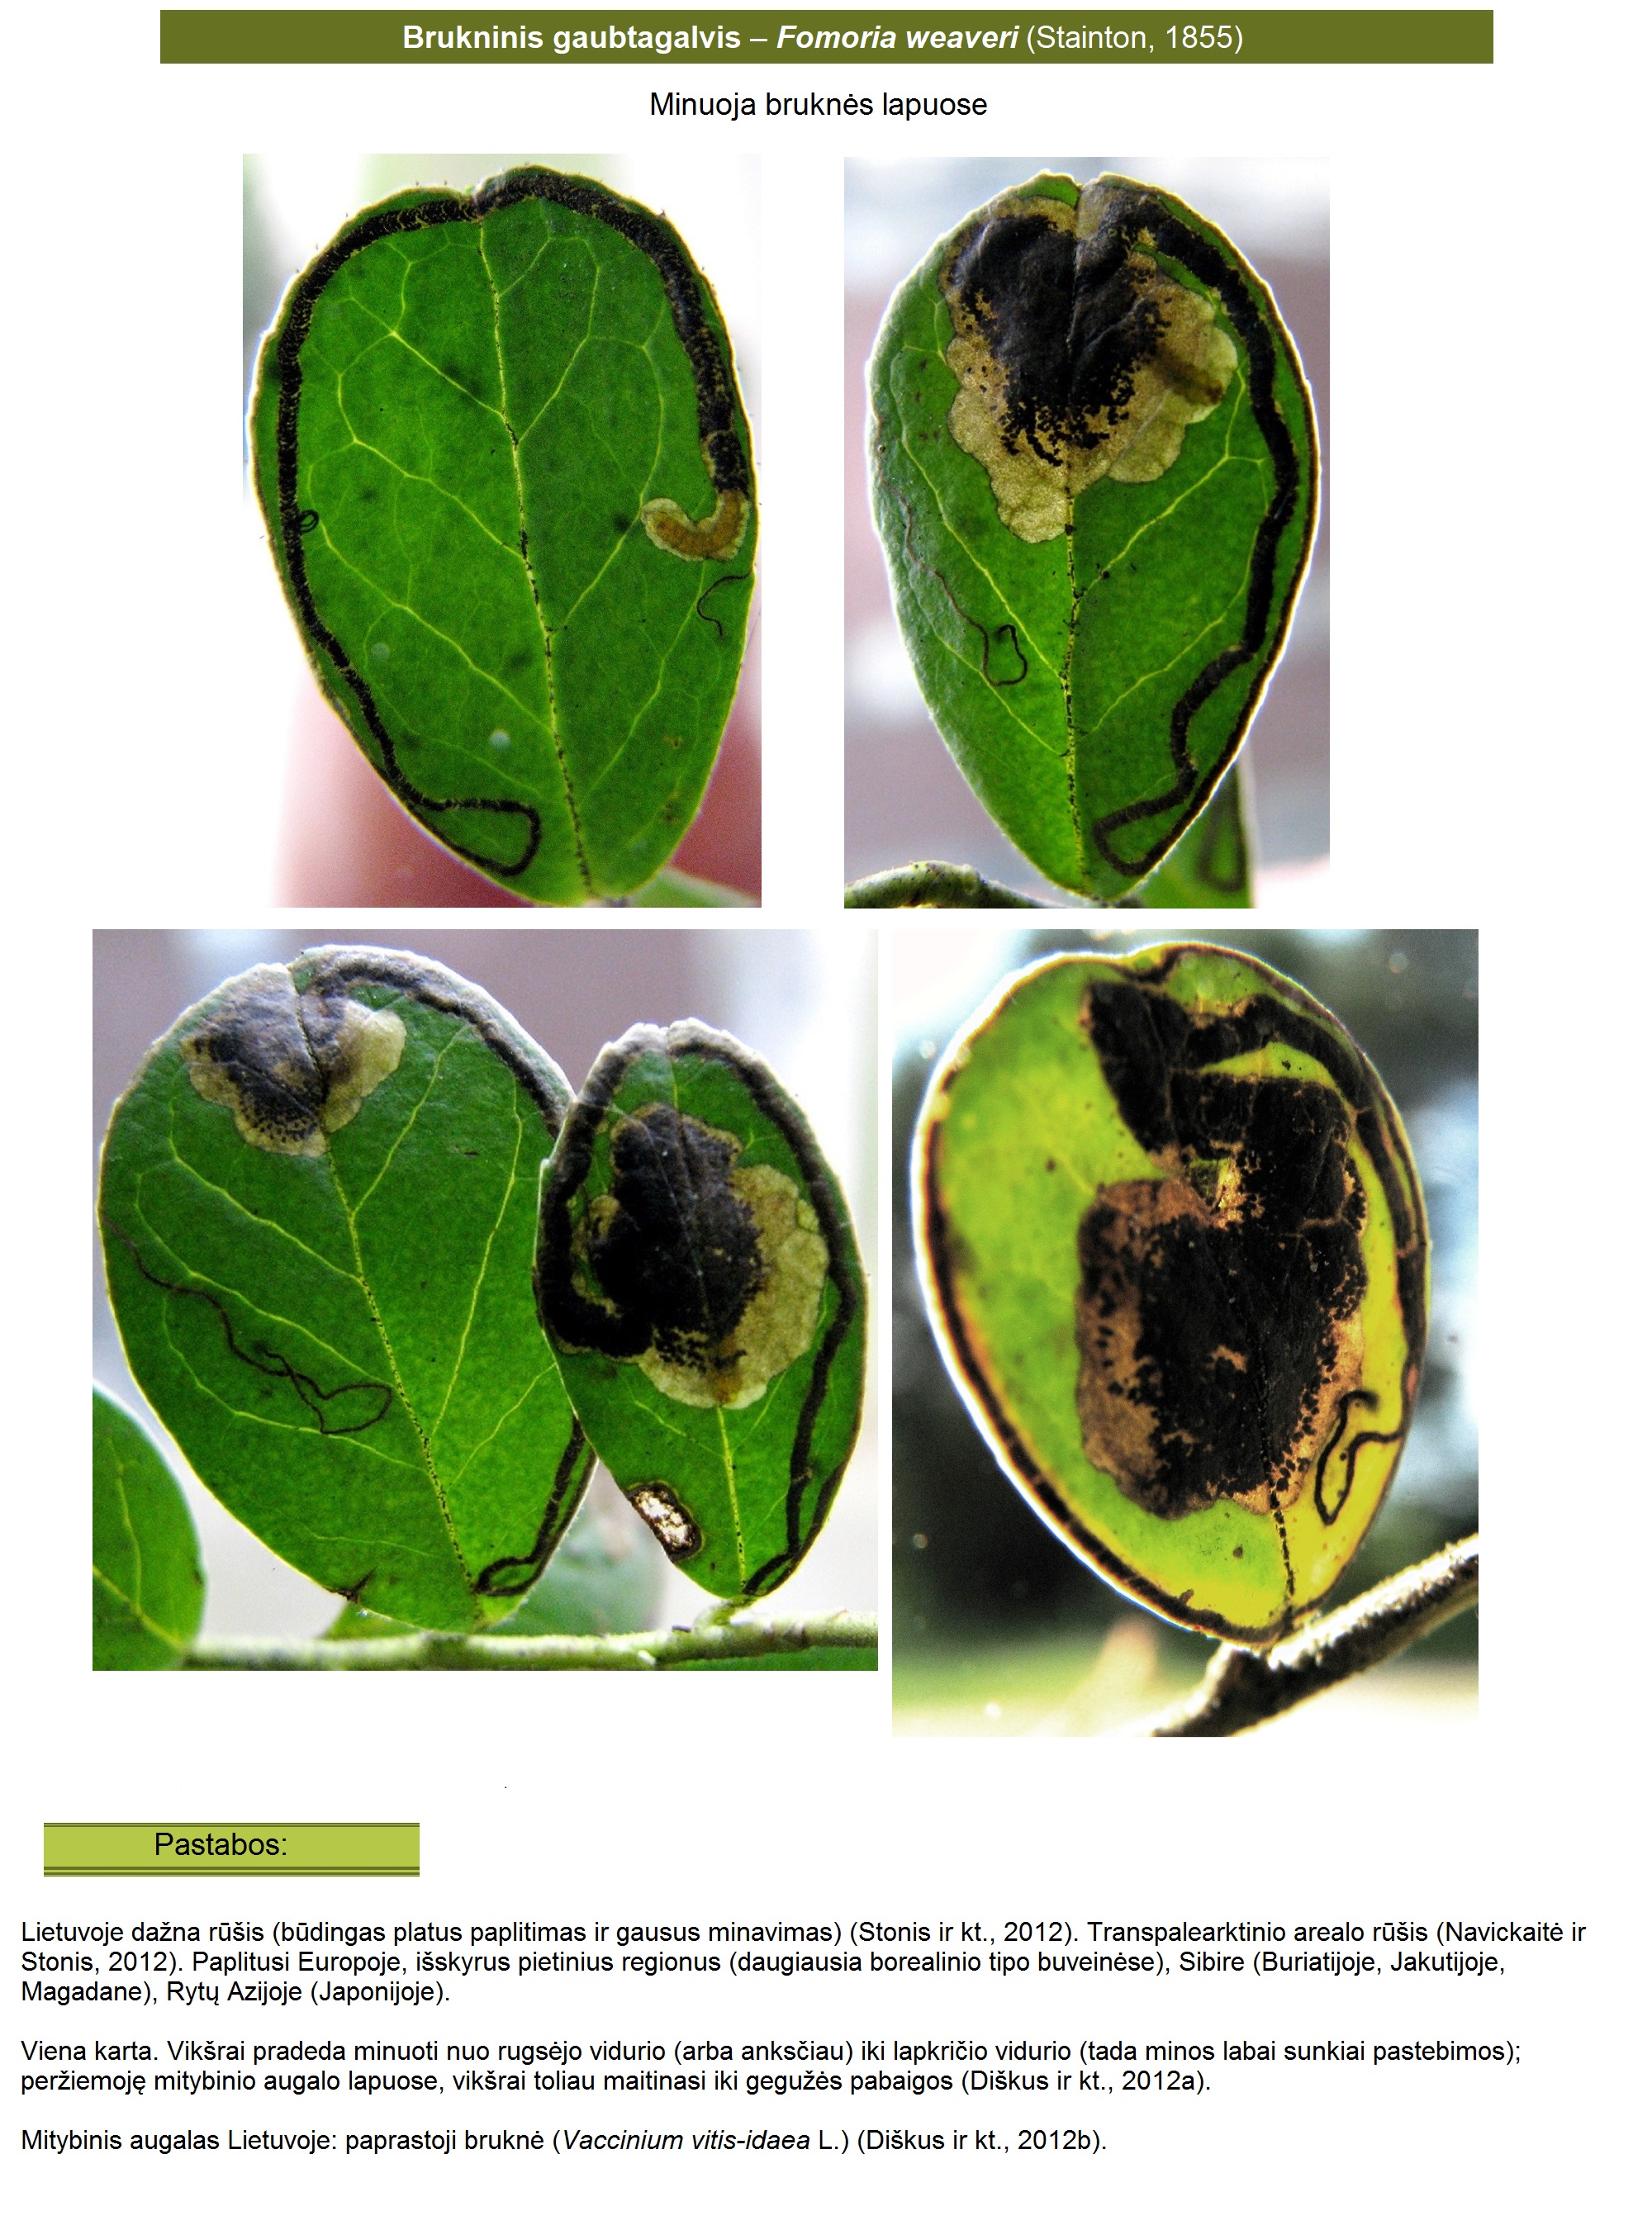 Brukninis gaubtagalvis – Fomoria weaveri (Stainton, 1855)
Minuoja bruknės lapuose
Pastabos:
Lietuvoje dažna rūšis (būdingas platus paplitimas ir gausus minavimas) (Stonis ir kt., 2012). Transpalearktinio arealo rūšis (Navickaitė ir
Stonis, 2012). Paplitusi Europoje, išskyrus pietinius regionus (daugiausia borealinio tipo buveinėse), Sibire (Buriatijoje, Jakutijoje,
Magadane), Rytų Azijoje (Japonijoje).
Viena karta. Vikšrai pradeda minuoti nuo rugsėjo vidurio (arba anksčiau) iki lapkričio vidurio (tada minos labai sunkiai pastebimos);
peržiemoję mitybinio augalo lapuose, vikšrai toliau maitinasi iki gegužės pabaigos (Diškus ir kt., 2012a).
Mitybinis augalas Lietuvoje: paprastoji bruknė (Vaccinium vitis-idaea L.) (Diškus ir kt., 2012b).